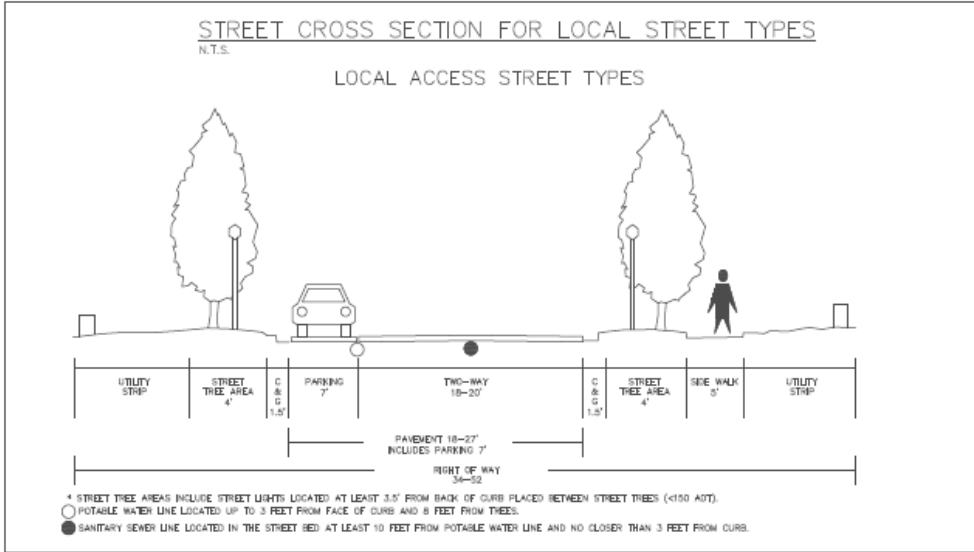 STREET CROSS SECTION FOR LOCAL STREET TYPES
N.T.S.
LOCAL ACCESS STREET TYPES
UTILITY
STRIP
STREET
TREE AREA
4'
C
&
G
1.5'
PARKING
7'
TWO-WAY
18-20'
C
&
G
1.5'
STREET
TREE AREA
4'
SIDE WALK
5'
UTILITY
STRIP
PAVEMENT 18-27'
INCLUDES PARKING 7'
RIGHT OF WAY
34-52
* STREET TREE AREAS INCLUDE STREET LIGHTS LOCATED AT LEAST 3.5' FROM BACK OF CURB PLACED BETWEEN STREET TREES (<150 ADT).
POTABLE WATER LINE LOCATED UP TO 3 FEET FROM FACE OF CURB AND 8 FEET FROM TREES.
SANITARY SEWER LINE LOCATED IN THE STREET BED AT LEAST 10 FEET FROM POTABLE WATER LINE AND NO CLOSER THAN 3 FEET FROM CURB.